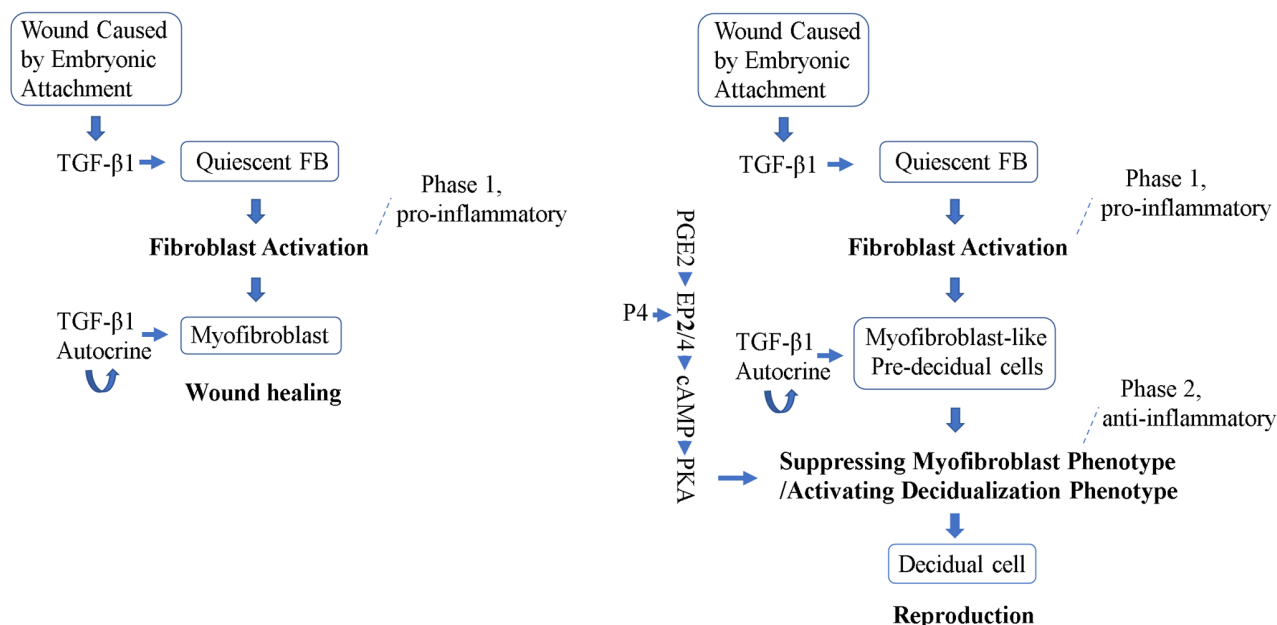 Wound Caused
by Embryonic
Attachment
TGF-β1
Quiescent FB
Phase 1,
pro-inflammatory
Fibroblast Activation
TGF-β1
Autocrine
Myofibroblast
Wound healing
Wound Caused
by Embryonic
Attachment
TGF-β1
Quiescent FB
Phase 1,
pro-inflammatory
Fibroblast Activation
PGE2
P4
EP2/4
cAMP
PKA
TGF-β1
Autocrine
Myofibroblast-like
Pre-decidual cells
Phase 2,
anti-inflammatory
Suppressing Myofibroblast Phenotype
/Activating Decidualization Phenotype
Decidual cell
Reproduction